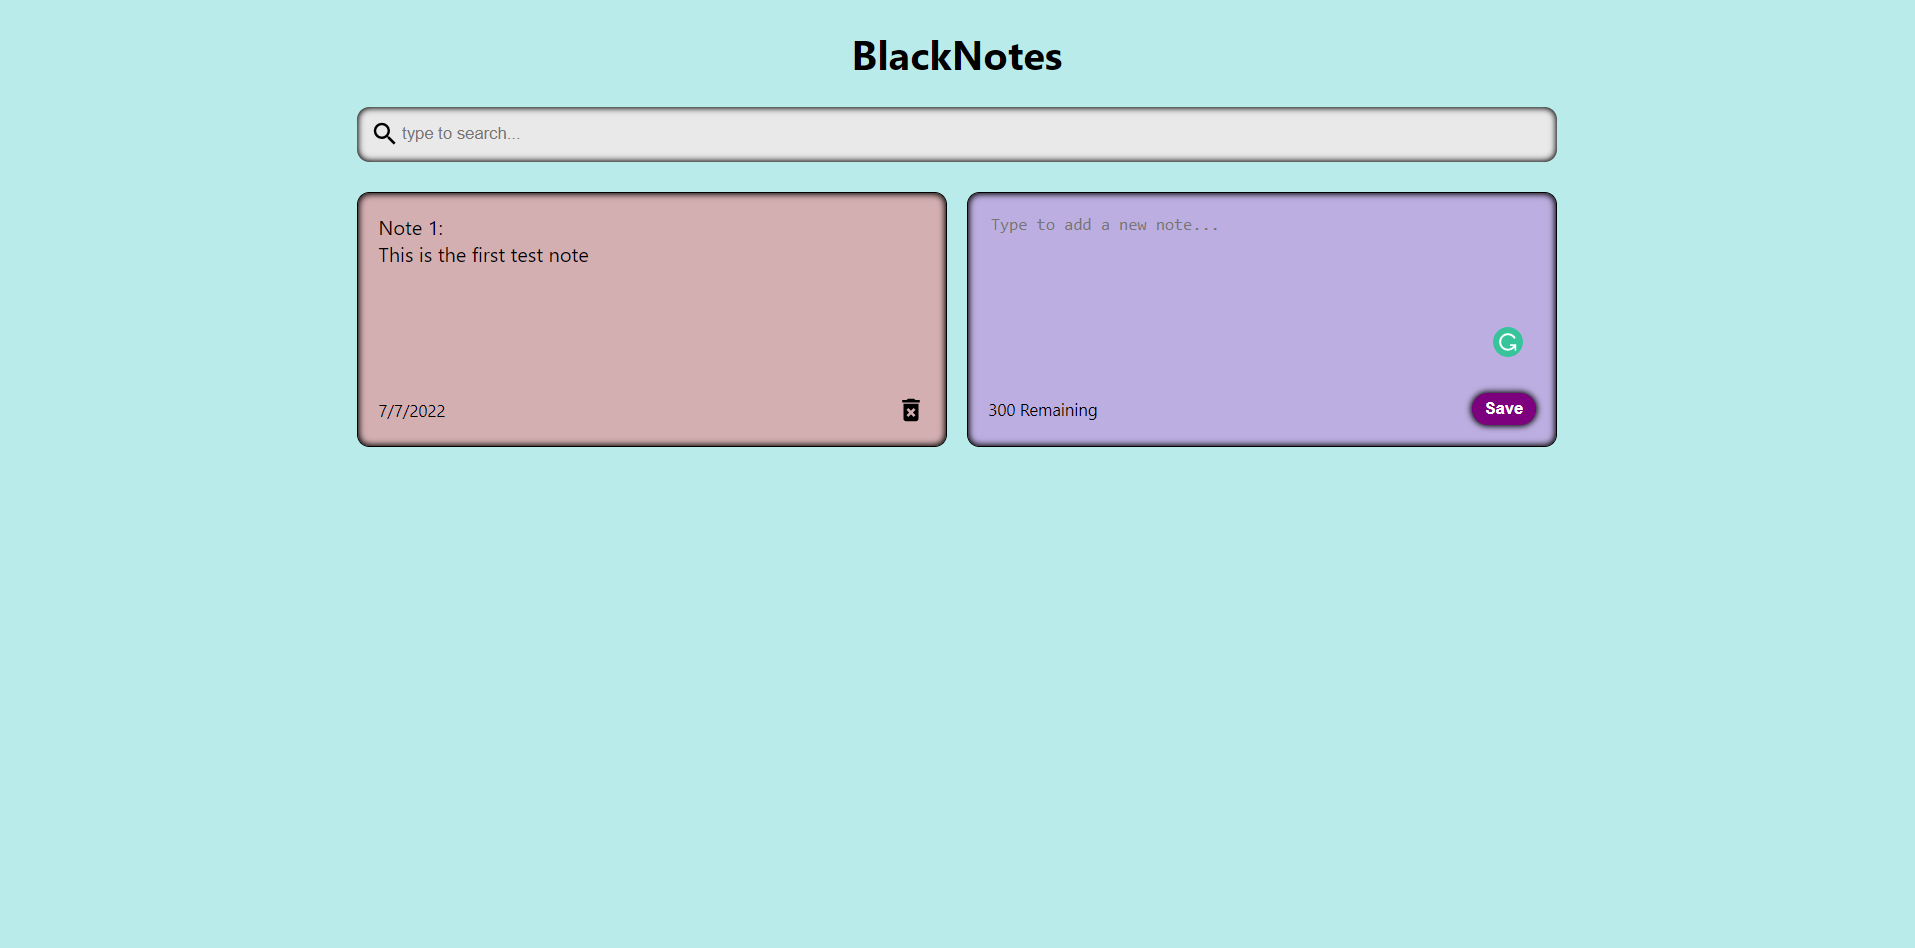 BlackNotes
type to search...
Note 1:
This is the first test note
7/7/2022
Type to add a new note...
300 Remaining
Save